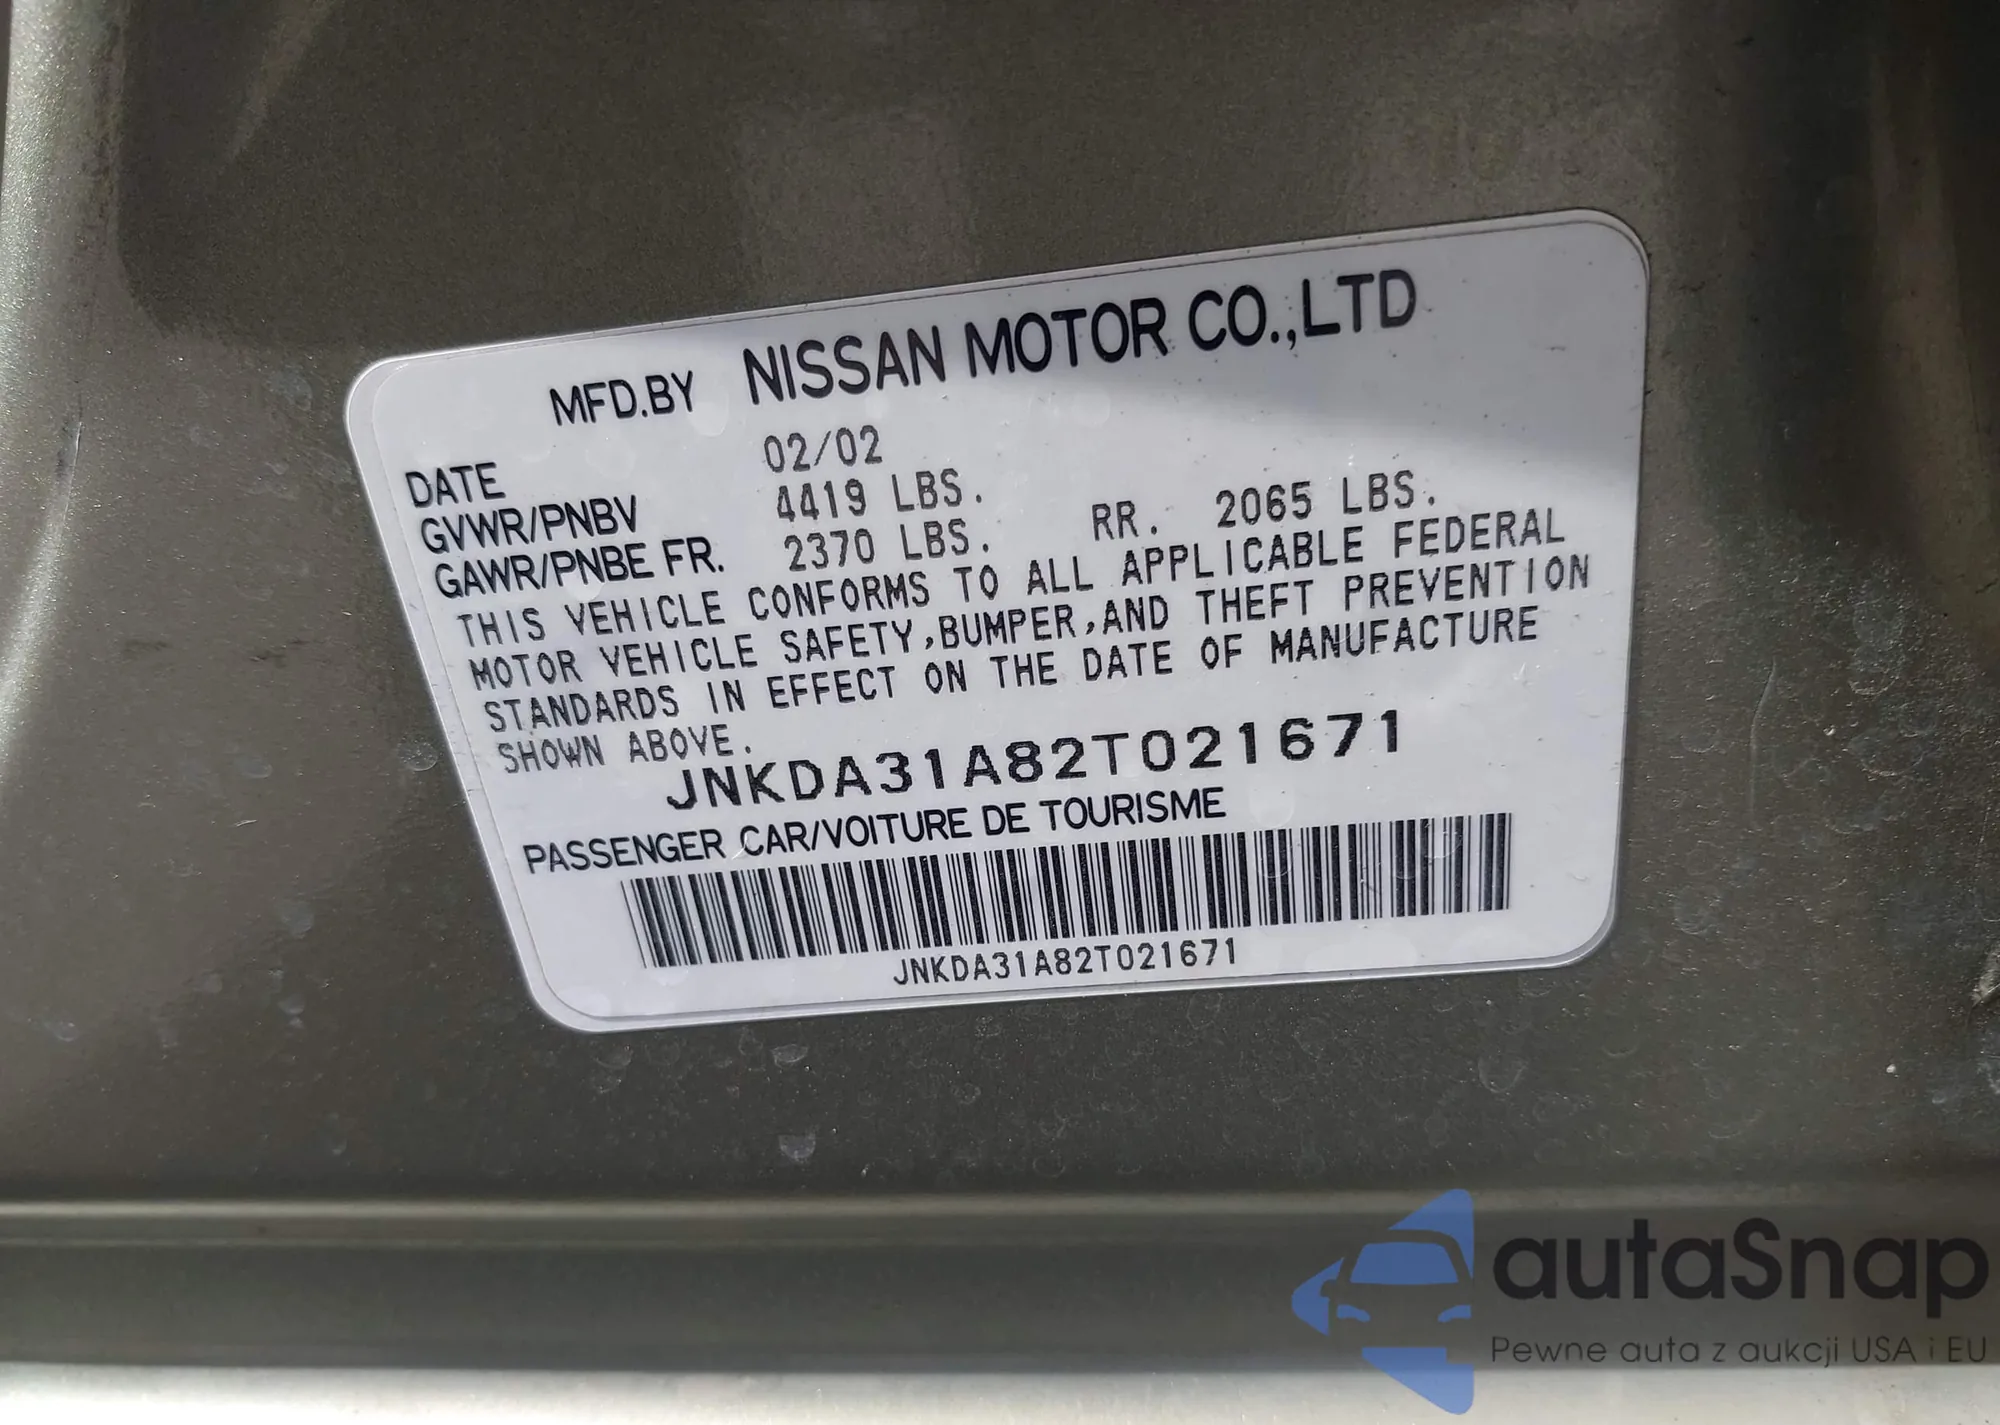 MFD.BY NISSAN MOTOR CO.,LTD
DATE 02/02
GVWR/PNBV 4419 LBS.
GAWR/PNBE FR. 2370 LBS. RR. 2065 LBS.
THIS VEHICLE CONFORMS TO ALL APPLICABLE FEDERAL
MOTOR VEHICLE SAFETY,BUMPER,AND THEFT PREVENTION
STANDARDS IN EFFECT ON THE DATE OF MANUFACTURE
SHOWN ABOVE.
JNKDA31A82T021671
PASSENGER CAR/VOITURE DE TOURISME
JNKDA31A82T021671
autaSnap
Pewne auta z aukcji USA i EU